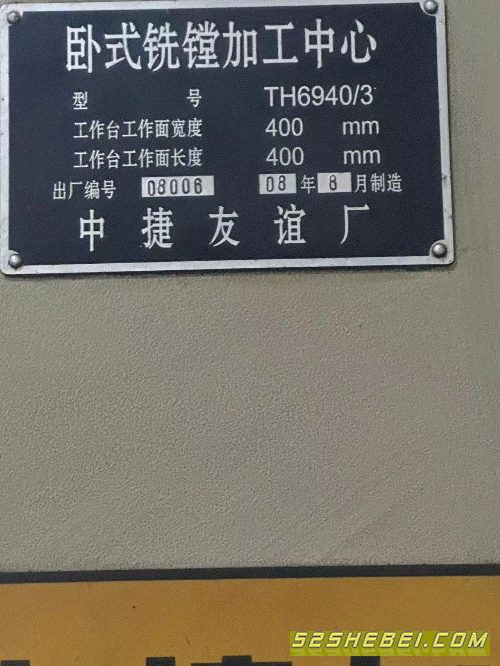 卧式铣镗加工中心
型 号 TH6940/3
工作台工作面宽度 400 mm
工作台工作面长度 400 mm
出厂编号 08006 08 年 8 月制造
中捷友谊厂
52SHEBEI.COM